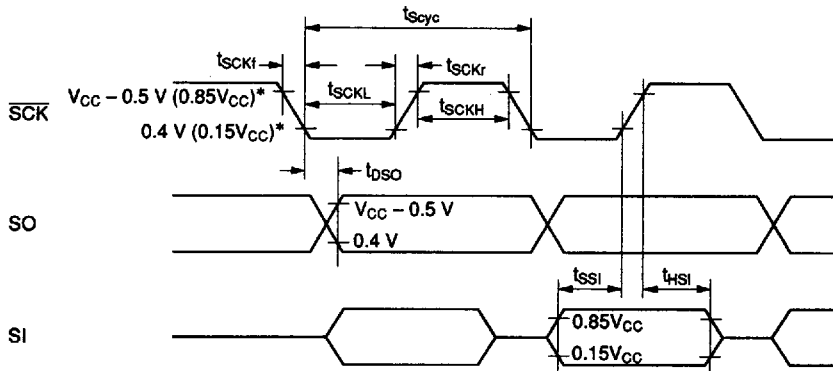 tScyc
tSCKf
tSCKr
tSCKL
VCC – 0.5 V (0.85VCC)*
SCK
tSCKH
0.4 V (0.15VCC)*
tDSO
VCC – 0.5 V
SO
0.4 V
tSSI
tHSI
0.85VCC
SI
0.15VCC